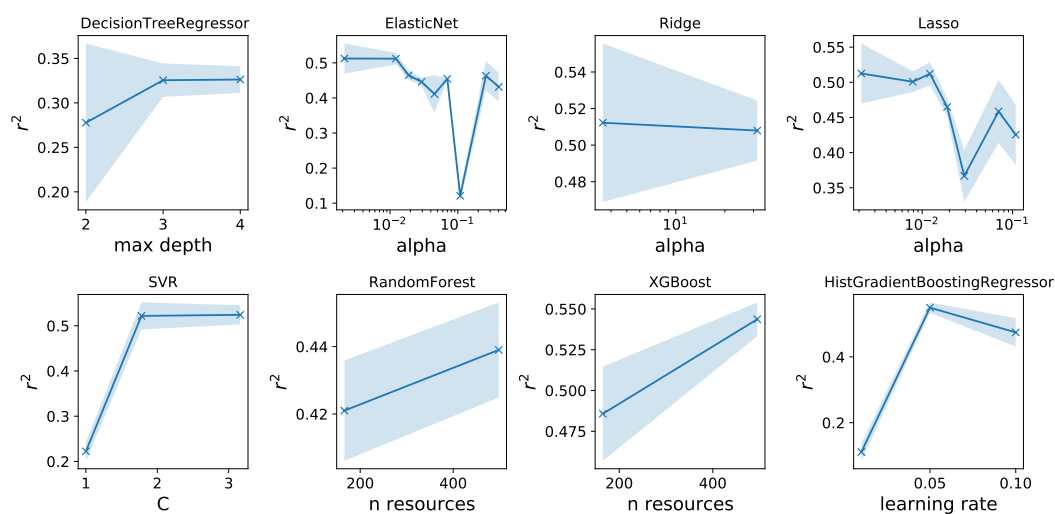 DecisionTreeRegressor
0.35
0.30
0.25
0.20
r²
2 3 4
max depth
ElasticNet
0.5
0.4
0.3
0.2
0.1
r²
10⁻² 10⁻¹
alpha
Ridge
0.54
0.52
0.50
0.48
r²
10¹
alpha
Lasso
0.55
0.50
0.45
0.40
0.35
r²
10⁻² 10⁻¹
alpha
SVR
0.5
0.4
0.3
0.2
r²
1 2 3
C
RandomForest
0.44
0.42
r²
200 400
n resources
XGBoost
0.550
0.525
0.500
0.475
r²
200 400
n resources
HistGradientBoostingRegressor
0.4
0.2
r²
0.05 0.10
learning rate